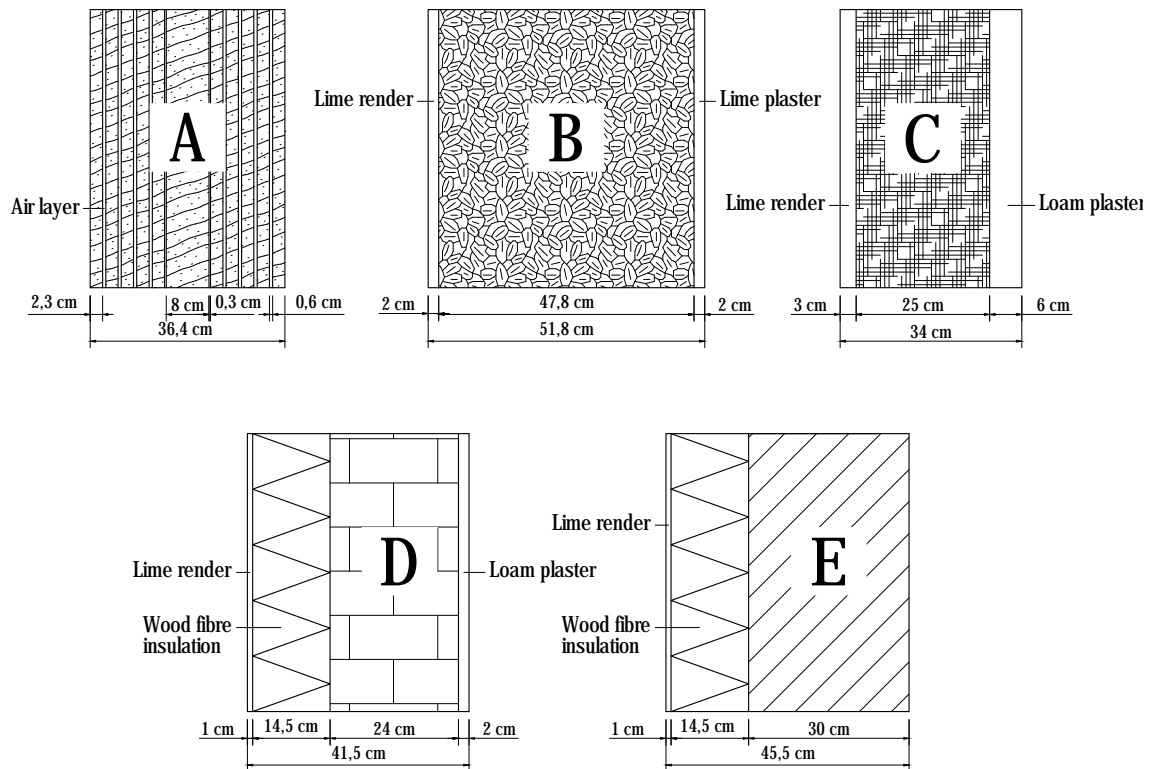 A
Air layer
2,3 cm
8 cm
0,3 cm
0,6 cm
36,4 cm
Lime render
B
Lime plaster
2 cm
47,8 cm
2 cm
51,8 cm
Lime render
C
Loam plaster
3 cm
25 cm
6 cm
34 cm
Lime render
Wood fibre
insulation
D
Loam plaster
1 cm
14,5 cm
24 cm
2 cm
41,5 cm
Lime render
Wood fibre
insulation
E
1 cm
14,5 cm
30 cm
45,5 cm